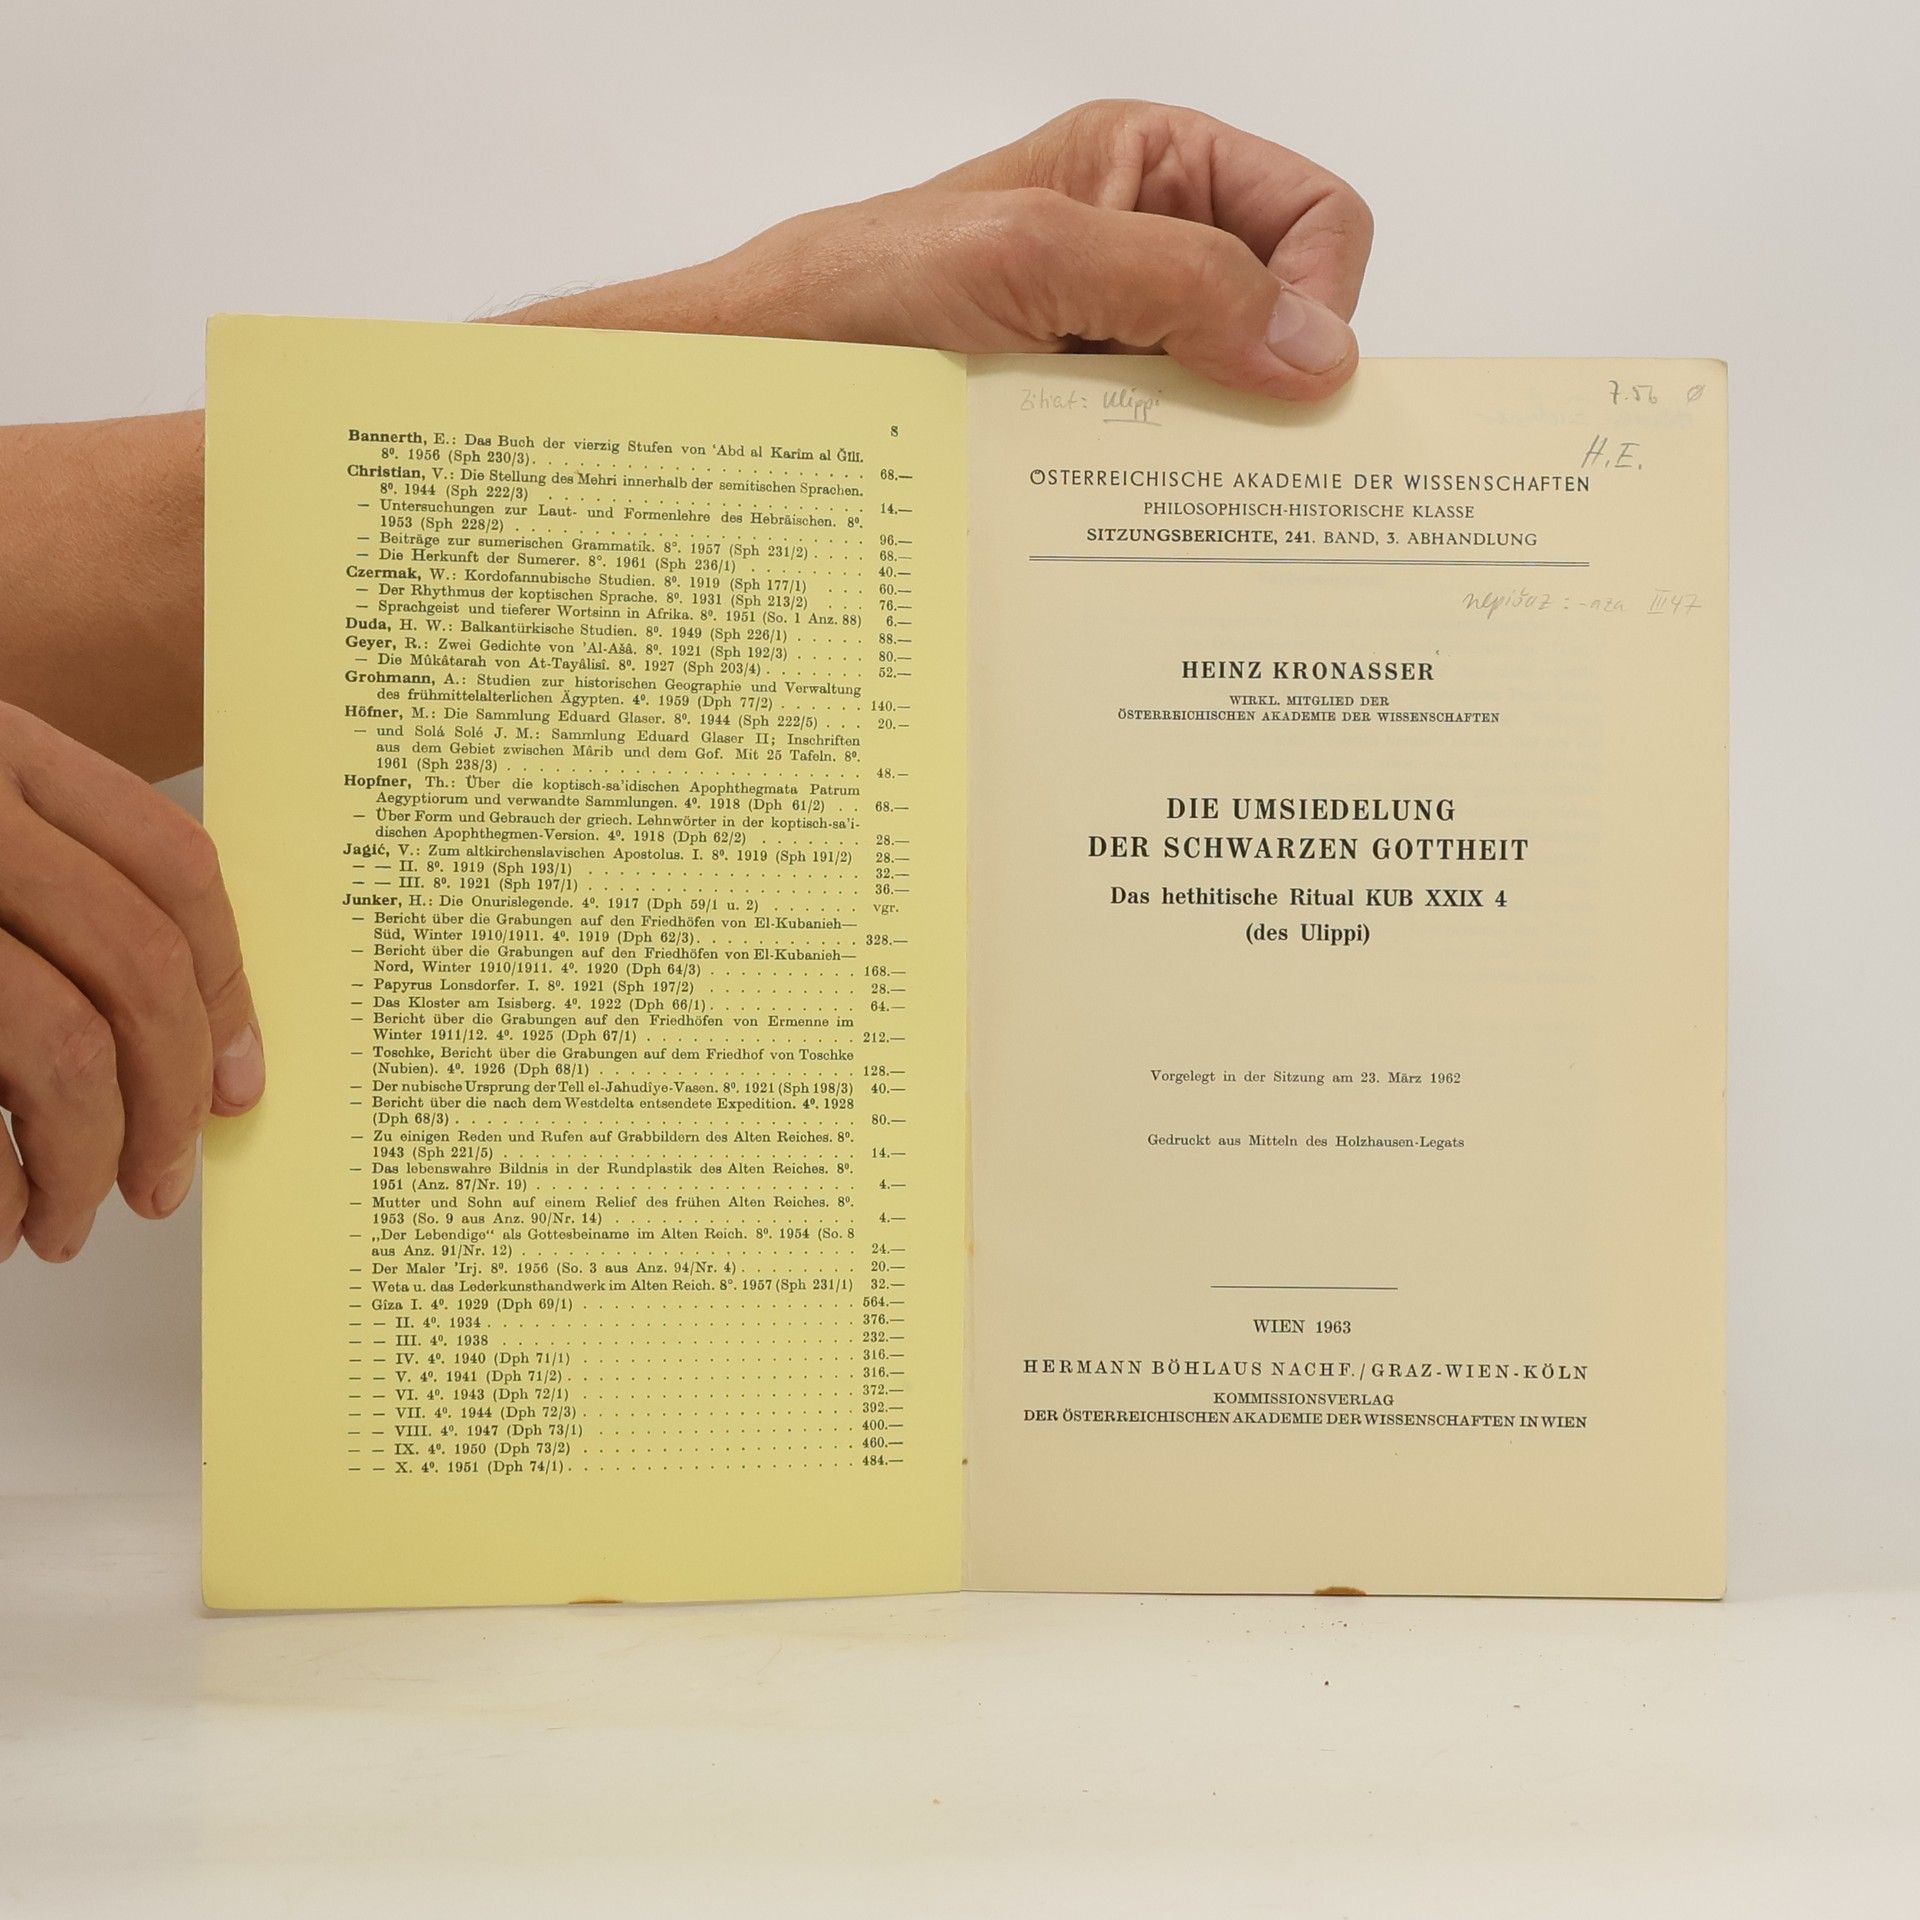 S
Bannerth, E.: Das Buch der vierzig Stufen von ‘Abd al Karîm al Ǧîlî.
8⁰. 1956 (Sph 230/3) . . . . . . . . . . . . . . . . . . 68.—
Christian, V.: Die Stellung des Mehri innerhalb der semitischen Sprachen.
8⁰. 1944 (Sph 222/3) . . . . . . . . . . . . . . . . . . 14.—
— Untersuchungen zur Laut- und Formenlehre des Hebräischen. 8⁰.
1953 (Sph 228/2) . . . . . . . . . . . . . . . . . . . . 96.—
— Beiträge zur sumerischen Grammatik. 8⁰. 1957 (Sph 231/2) . . . . 68.—
— Die Herkunft der Sumerer. 8°. 1961 (Sph 236/1) . . . . . . . . 40.—
Czermak, W.: Kordofannubische Studien. 8⁰. 1919 (Sph 177/1) . . . 60.—
— Der Rhythmus der koptischen Sprache. 8⁰. 1931 (Sph 213/2) . . . 76.—
— Sprachgeist und tieferer Wortsinn in Afrika. 8⁰. 1951 (So. 1 Anz. 88) 6.—
Duda, H. W.: Balkantürkische Studien. 8⁰. 1949 (Sph 226/1) . . . . . 88.—
Geyer, R.: Zwei Gedichte von ’Al-Ašâ. 8⁰. 1921 (Sph 192/3) . . . . . 80.—
— Die Mûkâtarah von At-Tayâlisî. 8⁰. 1927 (Sph 203/4) . . . . . . . 52.—
Grohmann, A.: Studien zur historischen Geographie und Verwaltung
des frühmittelalterlichen Ägypten. 4⁰. 1959 (Dph 77/2) . . . . . . 140.—
Höfner, M.: Die Sammlung Eduard Glaser. 8⁰. 1944 (Sph 222/5) . . . 20.—
— und Solá Solé J. M.: Sammlung Eduard Glaser II; Inschriften
aus dem Gebiet zwischen Mârib und dem Gof. Mit 25 Tafeln. 8⁰.
1961 (Sph 238/3) . . . . . . . . . . . . . . . . . . . . 48.—
Hopfner, Th.: Über die koptisch-sa’idischen Apophthegmata Patrum
Aegyptiorum und verwandte Sammlungen. 4⁰. 1918 (Dph 61/2) . . 68.—
— Über Form und Gebrauch der griech. Lehnwörter in der koptisch-sa’i-
dischen Apophthegmen-Version. 4⁰. 1918 (Dph 62/2) . . . . . . . 28.—
Jagić, V.: Zum altkirchenslavischen Apostolus. I. 8⁰. 1919 (Sph 191/2) 28.—
— — II. 8⁰. 1919 (Sph 193/1) . . . . . . . . . . . . . . . 32.—
— — III. 8⁰. 1921 (Sph 197/1) . . . . . . . . . . . . . . . 36.—
Junker, H.: Die Onurislegende. 4⁰. 1917 (Dph 59/1 u. 2) . . . . . . vgr.
— Bericht über die Grabungen auf den Friedhöfen von El-Kubanieh—
Süd, Winter 1910/1911. 4⁰. 1919 (Dph 62/3) . . . . . . . . . . 328.—
— Bericht über die Grabungen auf den Friedhöfen von El-Kubanieh—
Nord, Winter 1910/1911. 4⁰. 1920 (Dph 64/3) . . . . . . . . . 168.—
— Papyrus Lonsdorfer. I. 8⁰. 1921 (Sph 197/2) . . . . . . . . . 28.—
— Das Kloster am Isisberg. 4⁰. 1922 (Dph 66/1) . . . . . . . . . 64.—
— Bericht über die Grabungen auf den Friedhöfen von Ermenne im
Winter 1911/12. 4⁰. 1925 (Dph 67/1) . . . . . . . . . . . . . 212.—
— Toschke, Bericht über die Grabungen auf dem Friedhof von Toschke
(Nubien). 4⁰. 1926 (Dph 68/1) . . . . . . . . . . . . . . . 128.—
— Der nubische Ursprung der Tell el-Jahudîye-Vasen. 8⁰. 1921 (Sph 198/3) 40.—
— Bericht über die nach dem Westdelta entsendete Expedition. 4⁰. 1928
(Dph 68/3) . . . . . . . . . . . . . . . . . . . . . . . 80.—
— Zu einigen Reden und Rufen auf Grabbildern des Alten Reiches. 8⁰.
1943 (Sph 221/5) . . . . . . . . . . . . . . . . . . . . 14.—
— Das lebenswahre Bildnis in der Rundplastik des Alten Reiches. 8⁰.
1951 (Anz. 87/Nr. 19) . . . . . . . . . . . . . . . . . . 4.—
— Mutter und Sohn auf einem Relief des frühen Alten Reiches. 8⁰.
1953 (So. 9 aus Anz. 90/Nr. 14) . . . . . . . . . . . . . . 4.—
— „Der Lebendige“ als Gottesbeiname im Alten Reich. 8⁰. 1954 (So. 8
aus Anz. 91/Nr. 12) . . . . . . . . . . . . . . . . . . . 24.—
— Der Maler ’Irj. 8⁰. 1956 (So. 3 aus Anz. 94/Nr. 4) . . . . . . . 20.—
— Weta u. das Lederkunsthandwerk im Alten Reich. 8°. 1957 (Sph 231/1) 32.—
— Gîza I. 4⁰. 1929 (Dph 69/1) . . . . . . . . . . . . . . . . 564.—
— — II. 4⁰. 1934 . . . . . . . . . . . . . . . . . . . . . 376.—
— — III. 4⁰. 1938 . . . . . . . . . . . . . . . . . . . . 232.—
— — IV. 4⁰. 1940 (Dph 71/1) . . . . . . . . . . . . . . . . 316.—
— — V. 4⁰. 1941 (Dph 71/2) . . . . . . . . . . . . . . . . . 316.—
— — VI. 4⁰. 1943 (Dph 72/1) . . . . . . . . . . . . . . . . 372.—
— — VII. 4⁰. 1944 (Dph 72/3) . . . . . . . . . . . . . . . . 392.—
— — VIII. 4⁰. 1947 (Dph 73/1) . . . . . . . . . . . . . . . 400.—
— — IX. 4⁰. 1950 (Dph 73/2) . . . . . . . . . . . . . . . . 460.—
— — X. 4⁰. 1951 (Dph 74/1) . . . . . . . . . . . . . . . . . 484.—
Zitiert: Ulippi
7.56 Ø
H.E.
ÖSTERREICHISCHE AKADEMIE DER WISSENSCHAFTEN
PHILOSOPHISCH-HISTORISCHE KLASSE
SITZUNGSBERICHTE, 241. BAND, 3. ABHANDLUNG
: -aza III 47
HEINZ KRONASSER
WIRKL. MITGLIED DER
ÖSTERREICHISCHEN AKADEMIE DER WISSENSCHAFTEN
DIE UMSIEDELUNG
DER SCHWARZEN GOTTHEIT
Das hethitische Ritual KUB XXIX 4
(des Ulippi)
Vorgelegt in der Sitzung am 23. März 1962
Gedruckt aus Mitteln des Holzhausen-Legats
WIEN 1963
HERMANN BÖHLAUS NACHF./GRAZ-WIEN-KÖLN
KOMMISSIONSVERLAG
DER ÖSTERREICHISCHEN AKADEMIE DER WISSENSCHAFTEN IN WIEN